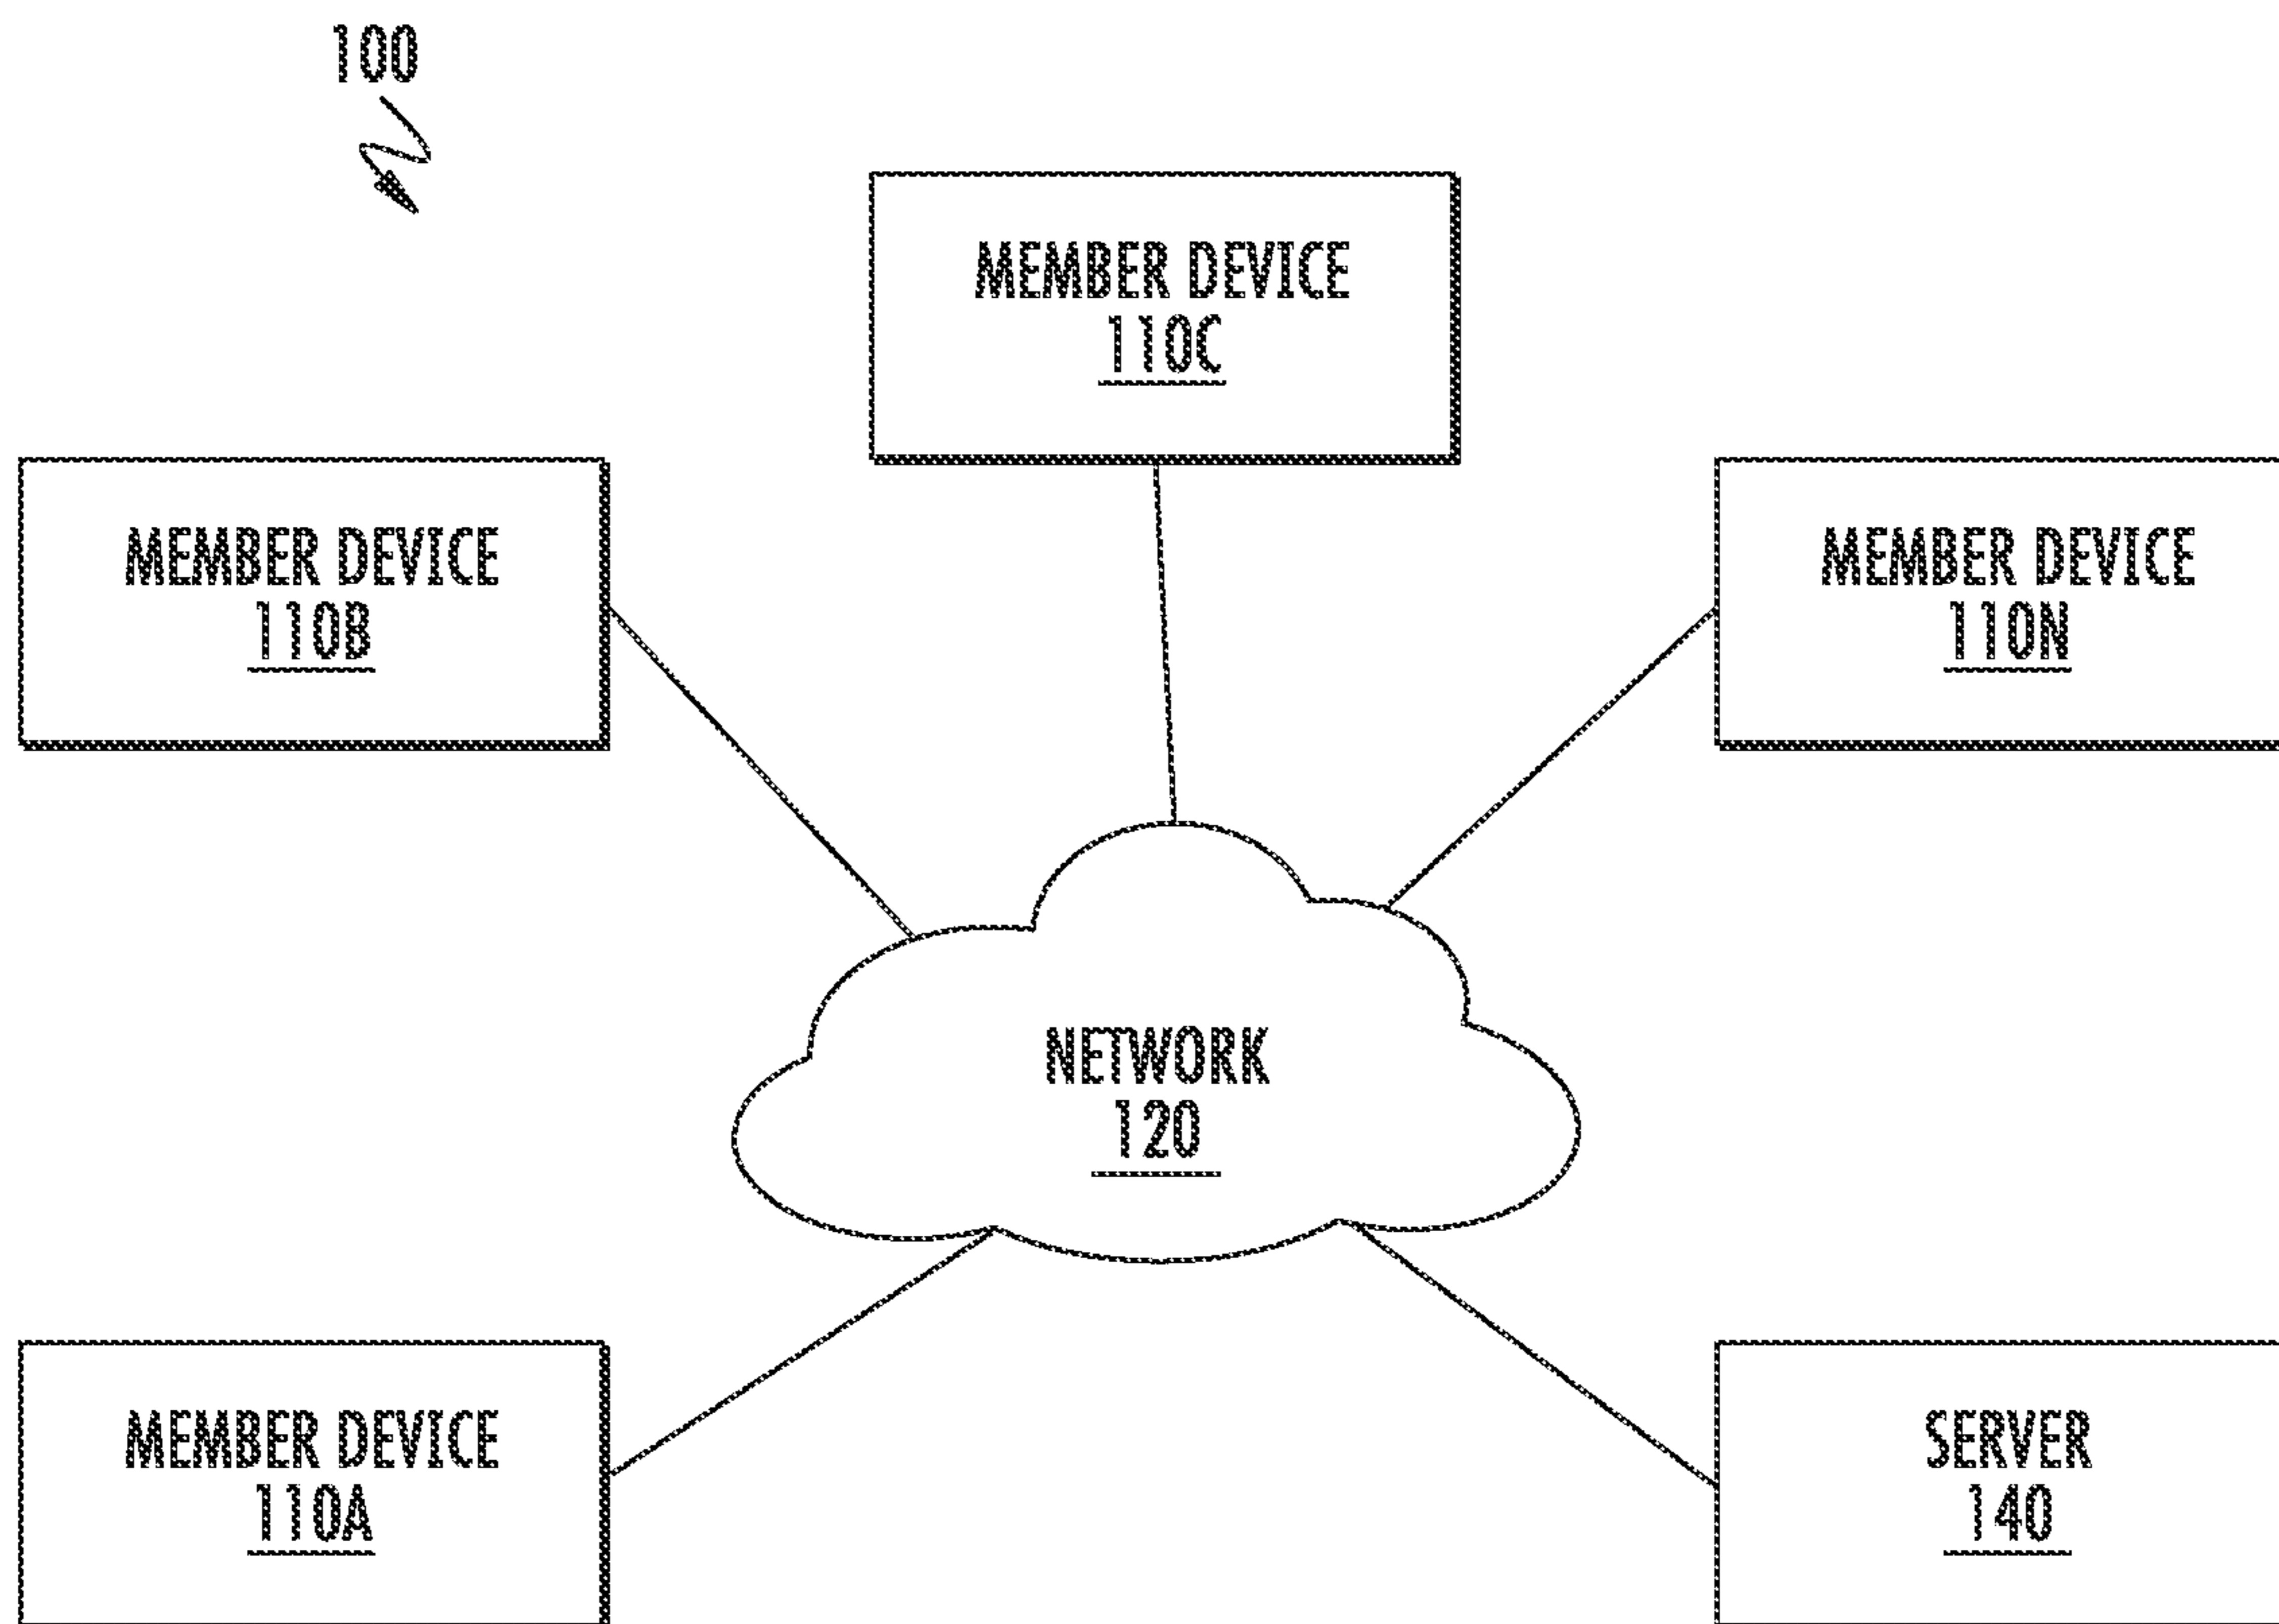 100
MEMBER DEVICE
110C
MEMBER DEVICE
110B
MEMBER DEVICE
110N
NETWORK
120
MEMBER DEVICE
110A
SERVER
140